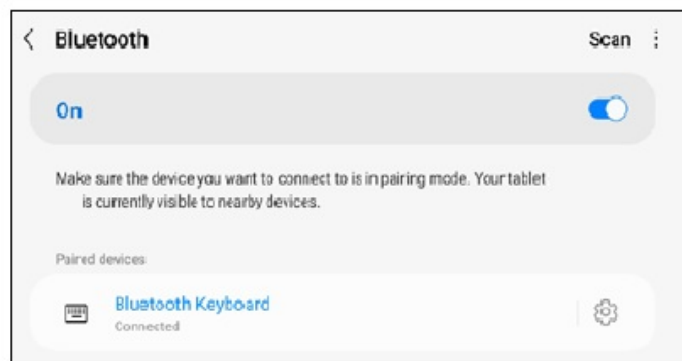 Bluetooth Scan
On
Make sure the device you want to connect to is in pairing mode. Your tablet
is currently visible to nearby devices.
Paired devices
Bluetooth Keyboard
Connected